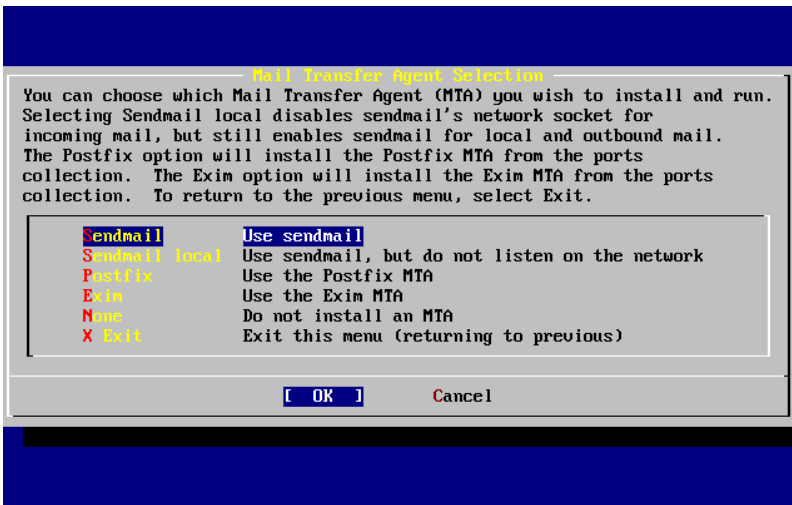 Mail Transfer Agent Selection
You can choose which Mail Transfer Agent (MTA) you wish to install and run.
Selecting Sendmail local disables sendmail's network socket for
incoming mail, but still enables sendmail for local and outbound mail.
The Postfix option will install the Postfix MTA from the ports
collection.  The Exim option will install the Exim MTA from the ports
collection.  To return to the previous menu, select Exit.
Sendmail Use sendmail
Sendmail local Use sendmail, but do not listen on the network
Postfix Use the Postfix MTA
Exim Use the Exim MTA
None Do not install an MTA
X Exit Exit this menu (returning to previous)
[ OK ] Cancel